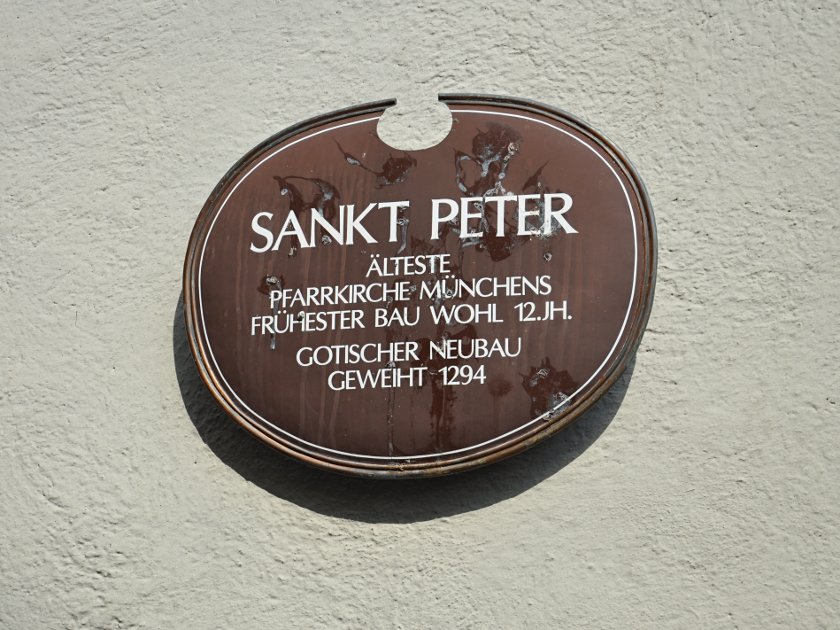 SANKT PETER
ÄLTESTE
PFARRKIRCHE MÜNCHENS
FRÜHESTER BAU WOHL 12.JH.
GOTISCHER NEUBAU
GEWEIHT 1294